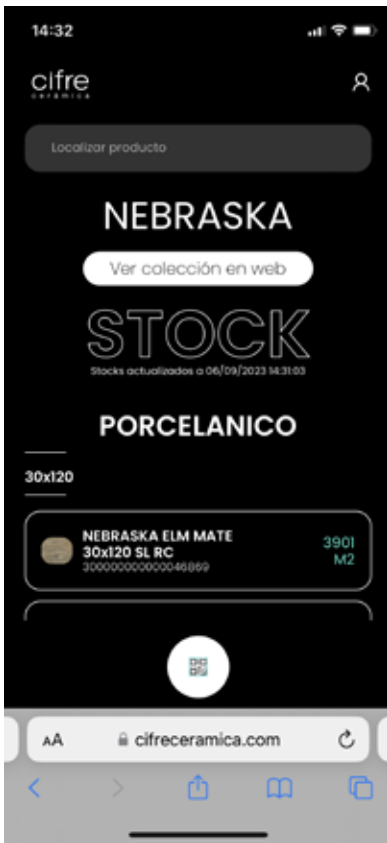 14:32
cifre
cerámica
Localizar producto
NEBRASKA
Ver colección en web
STOCK
Stocks actualizados a 06/09/2023 14:31:03
PORCELANICO
30x120
NEBRASKA ELM MATE
30x120 SL RC
300000000000046869
3901
M2
AA
cifreceramica.com